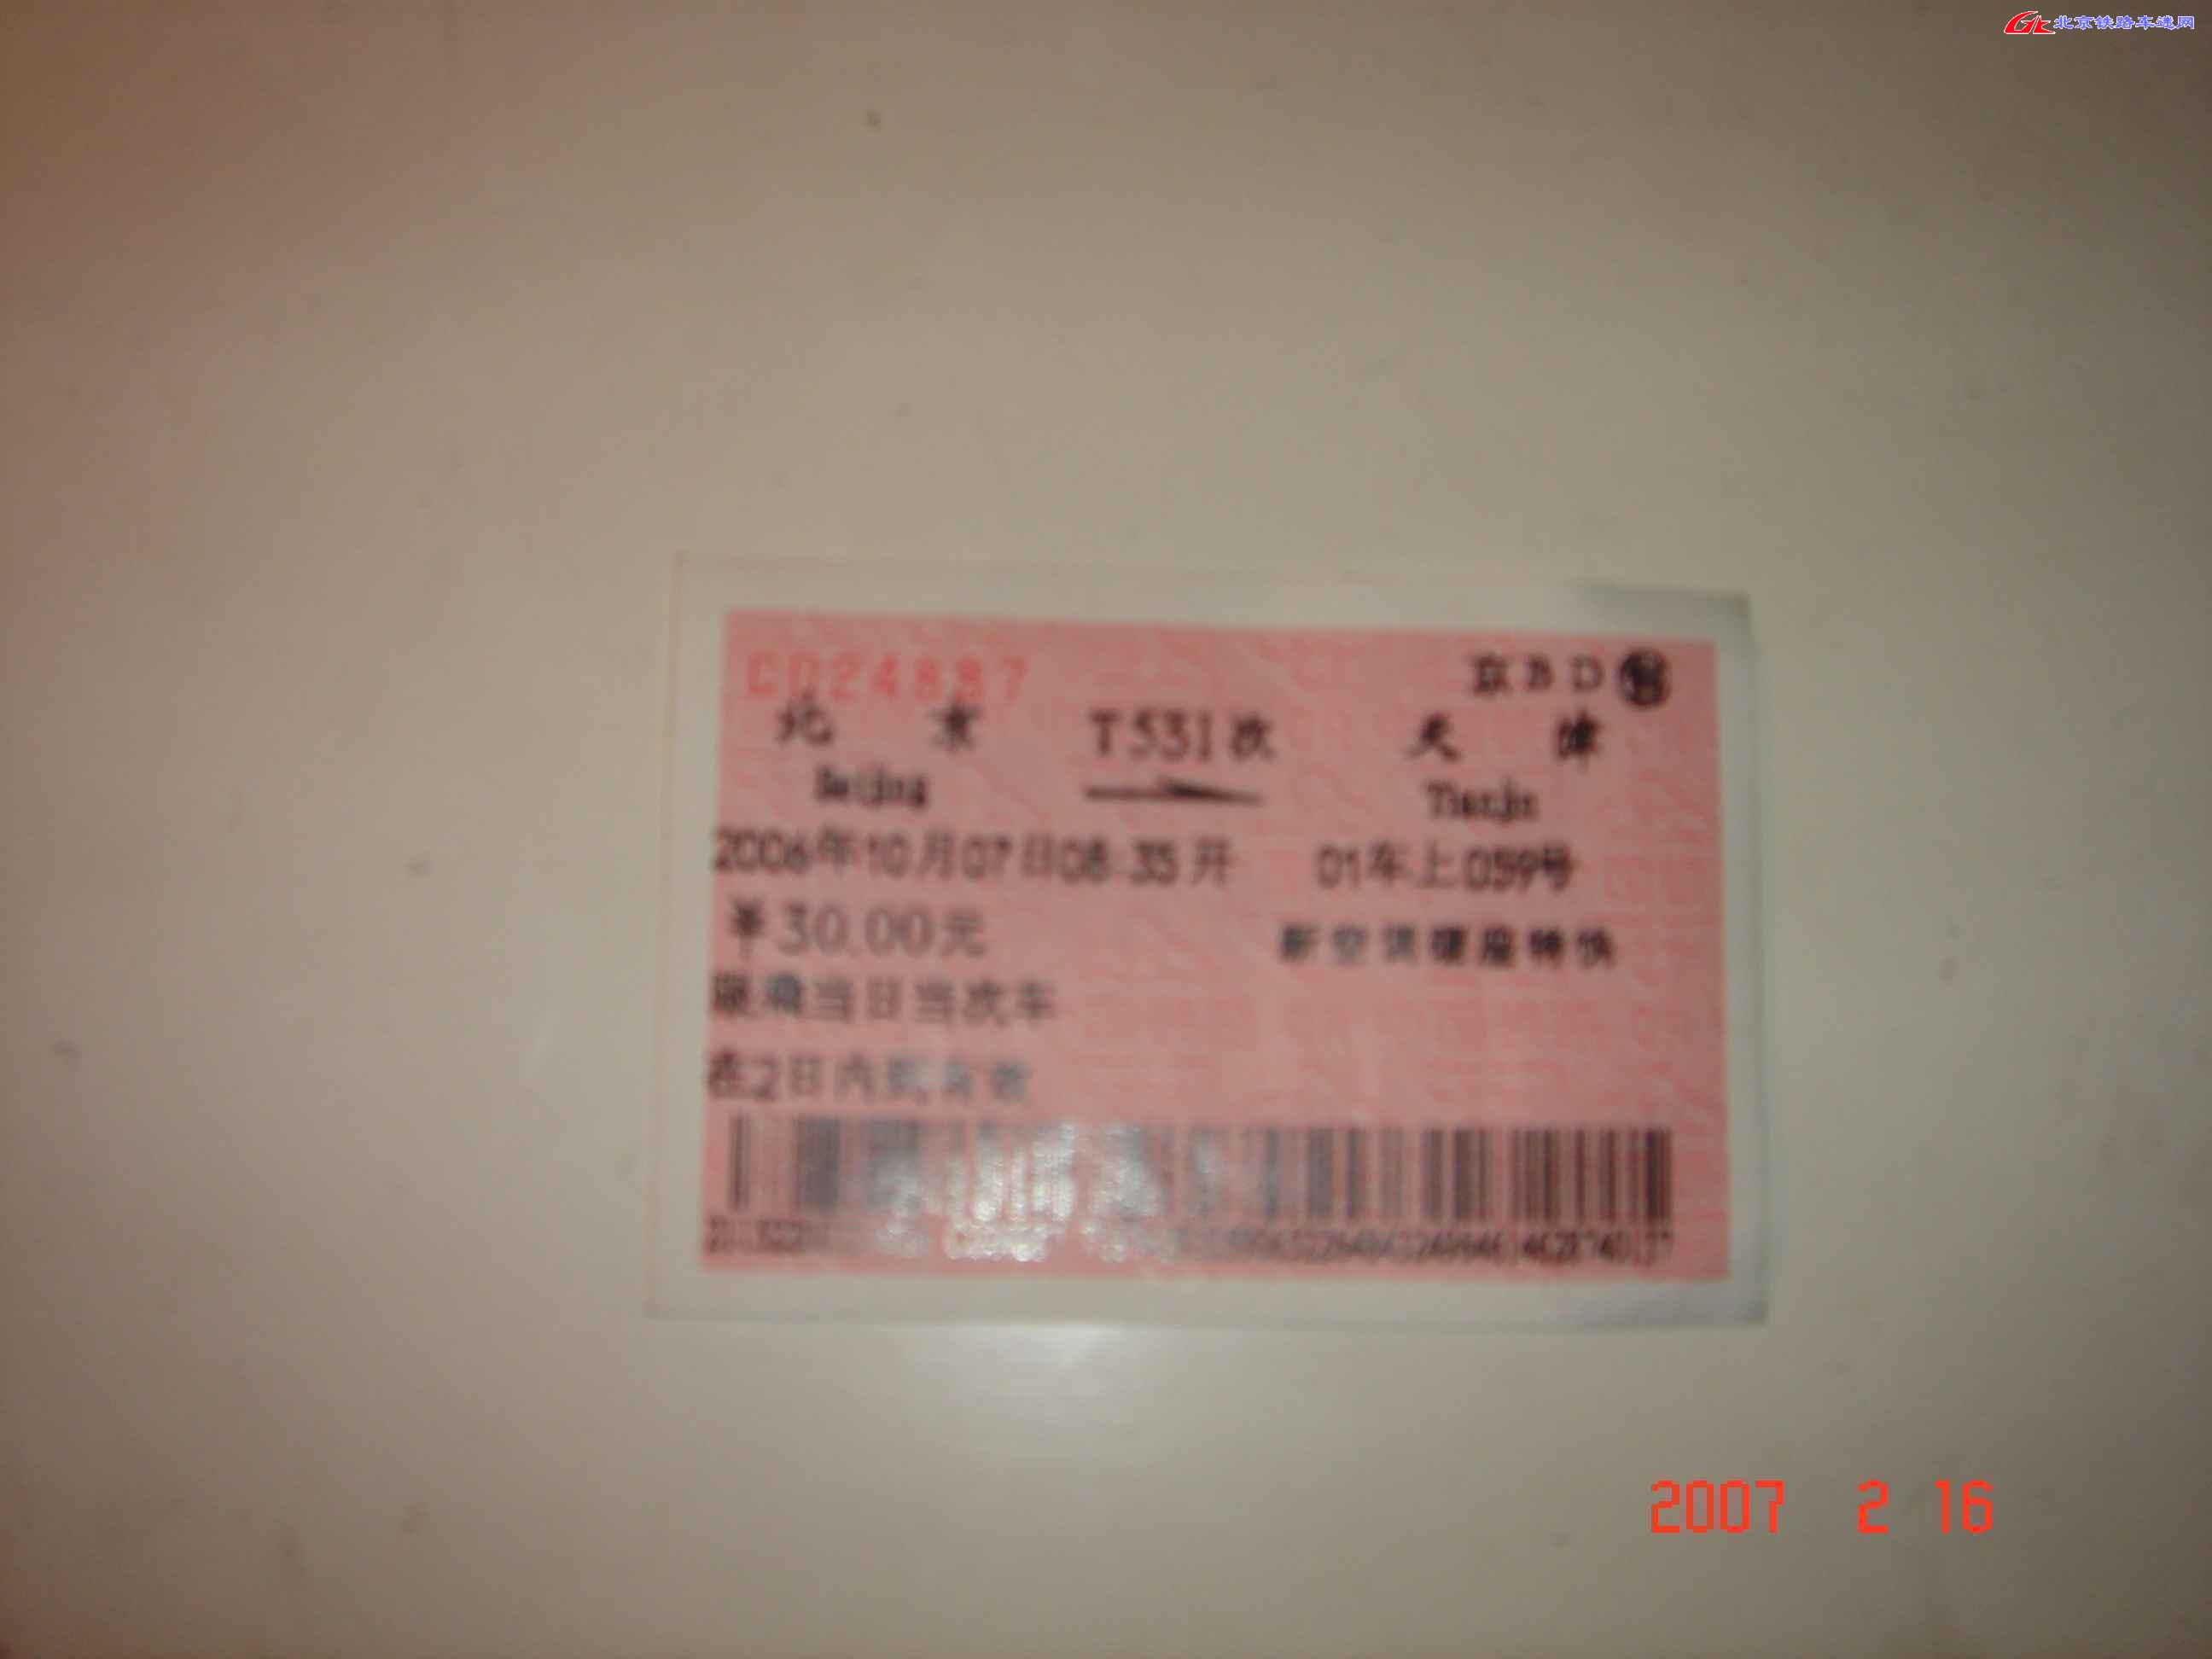 北京铁路车迷网
C024887
京BD
北京 T531次 天津
Beijing Tianjin
2006年10月07日08:35开 01车上059号
￥30.00元 新空调硬座特快
限乘当日当次车
在2日内到有效
2007 2 16